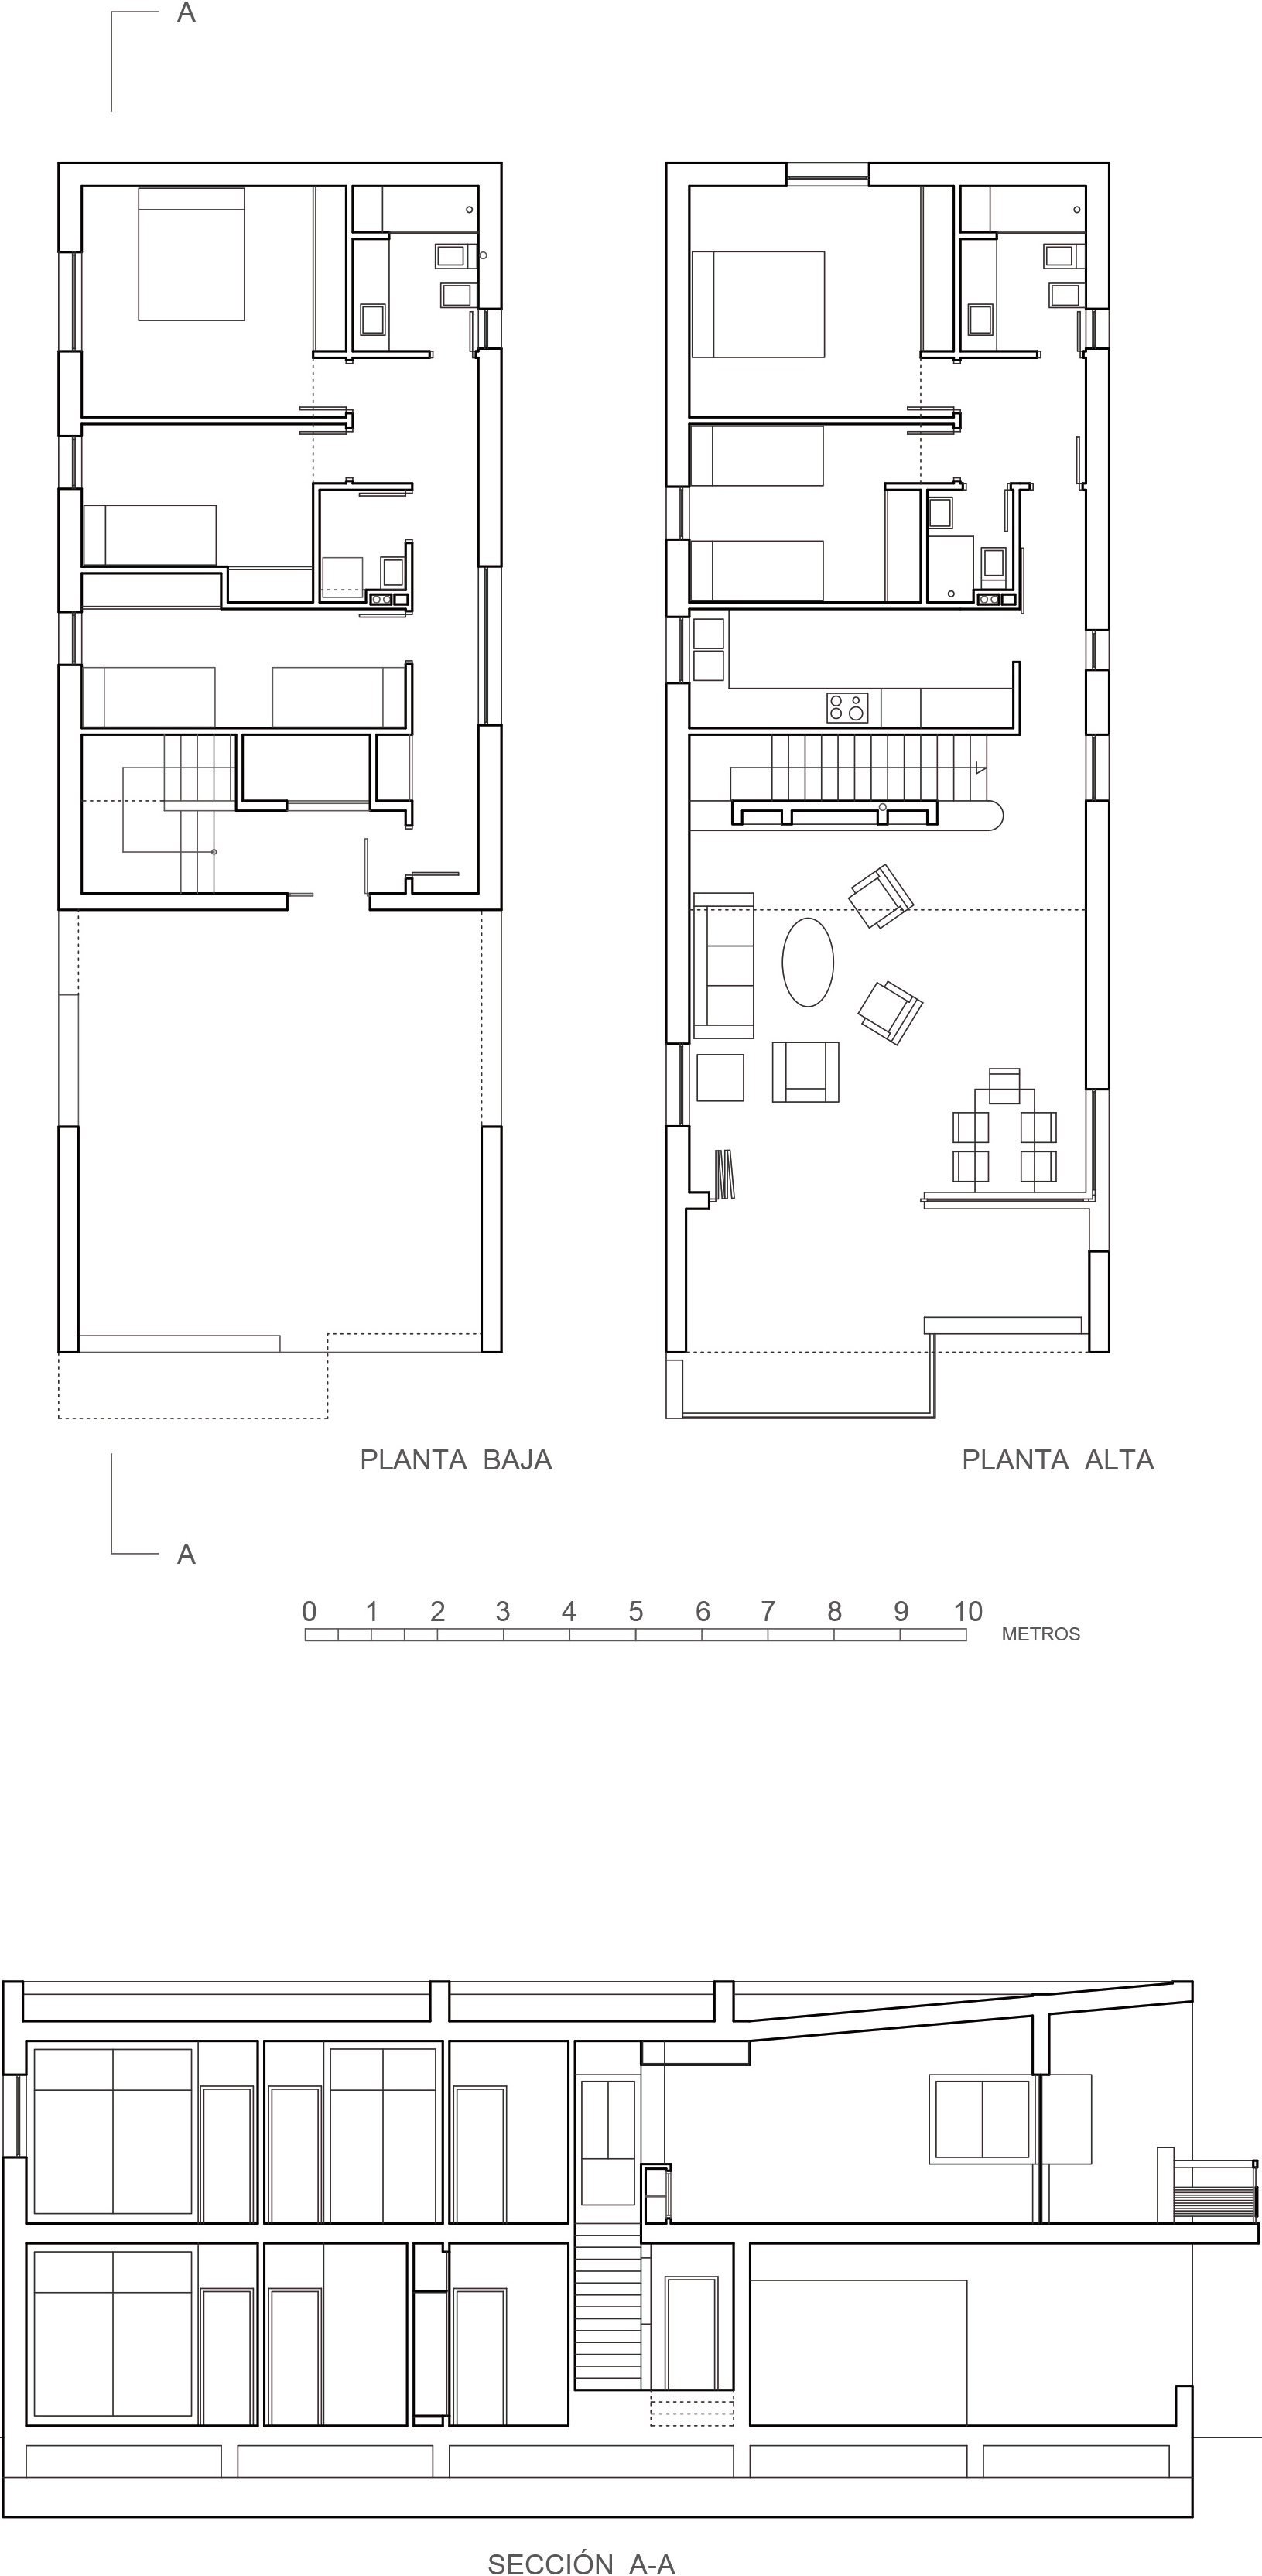 A
PLANTA BAJA
PLANTA ALTA
A
0 1 2 3 4 5 6 7 8 9 10
METROS
SECCIÓN A-A